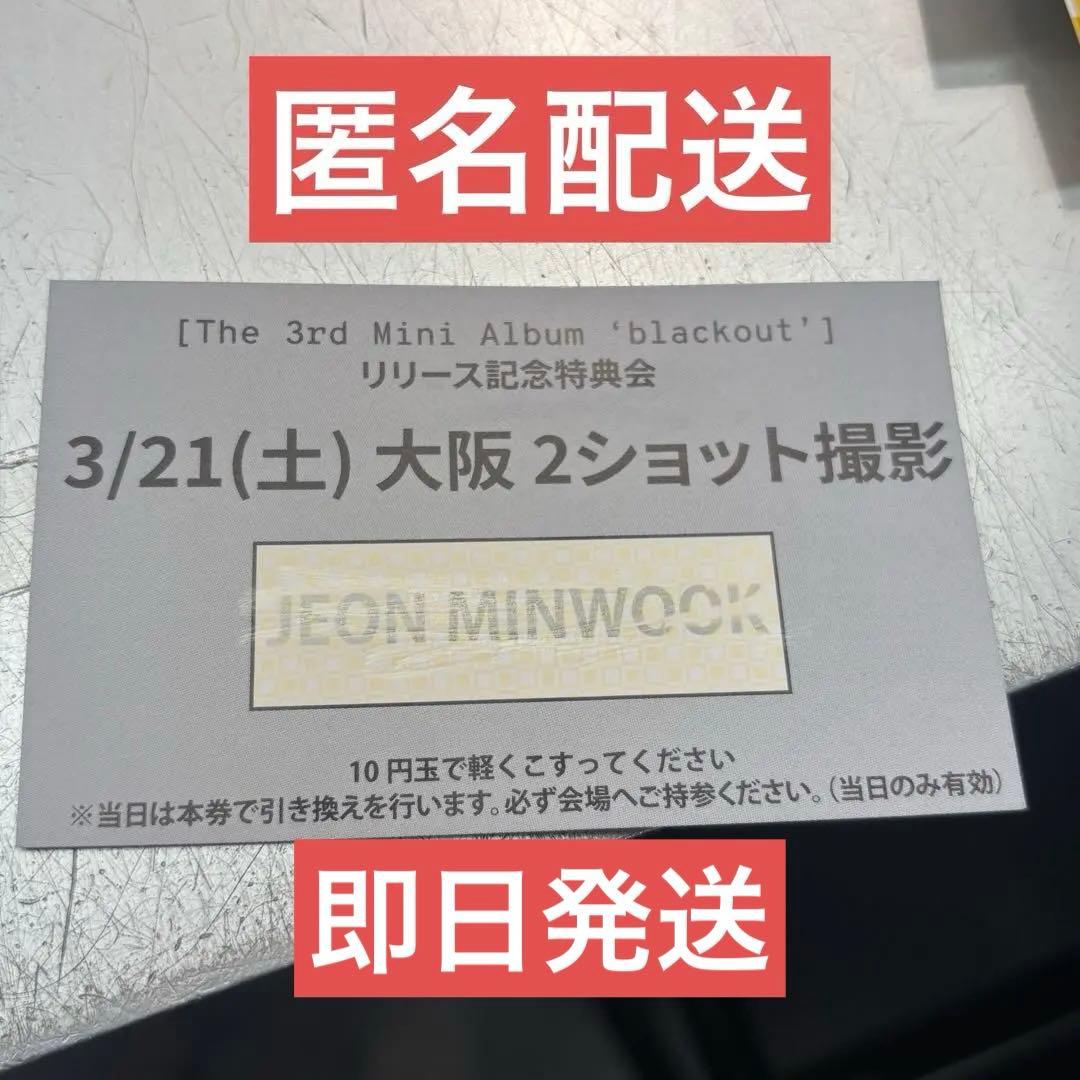 匿名配送
[The 3rd Mini Album ‘blackout’]
リリース記念特典会
3/21(土) 大阪 2ショット撮影
JEON MINWOOK
10円玉で軽くこすってください
※当日は本券で引き換えを行います。必ず会場へご持参ください。(当日のみ有効)
即日発送